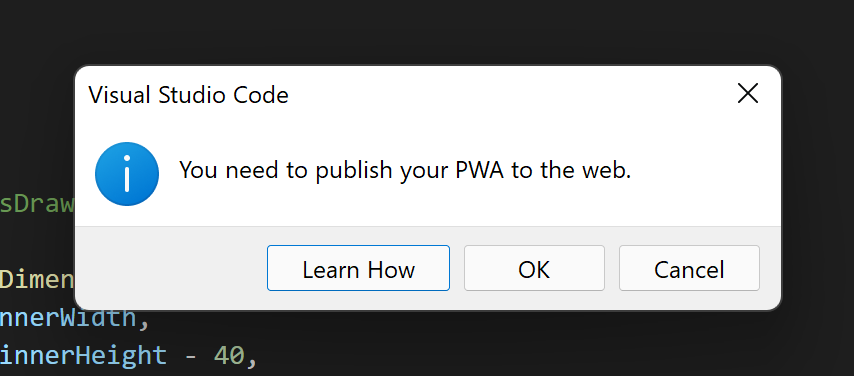 Visual Studio Code
You need to publish your PWA to the web.
Learn How
OK
Cancel
sDraw
Dimen
nnerWidth,
innerHeight - 40,